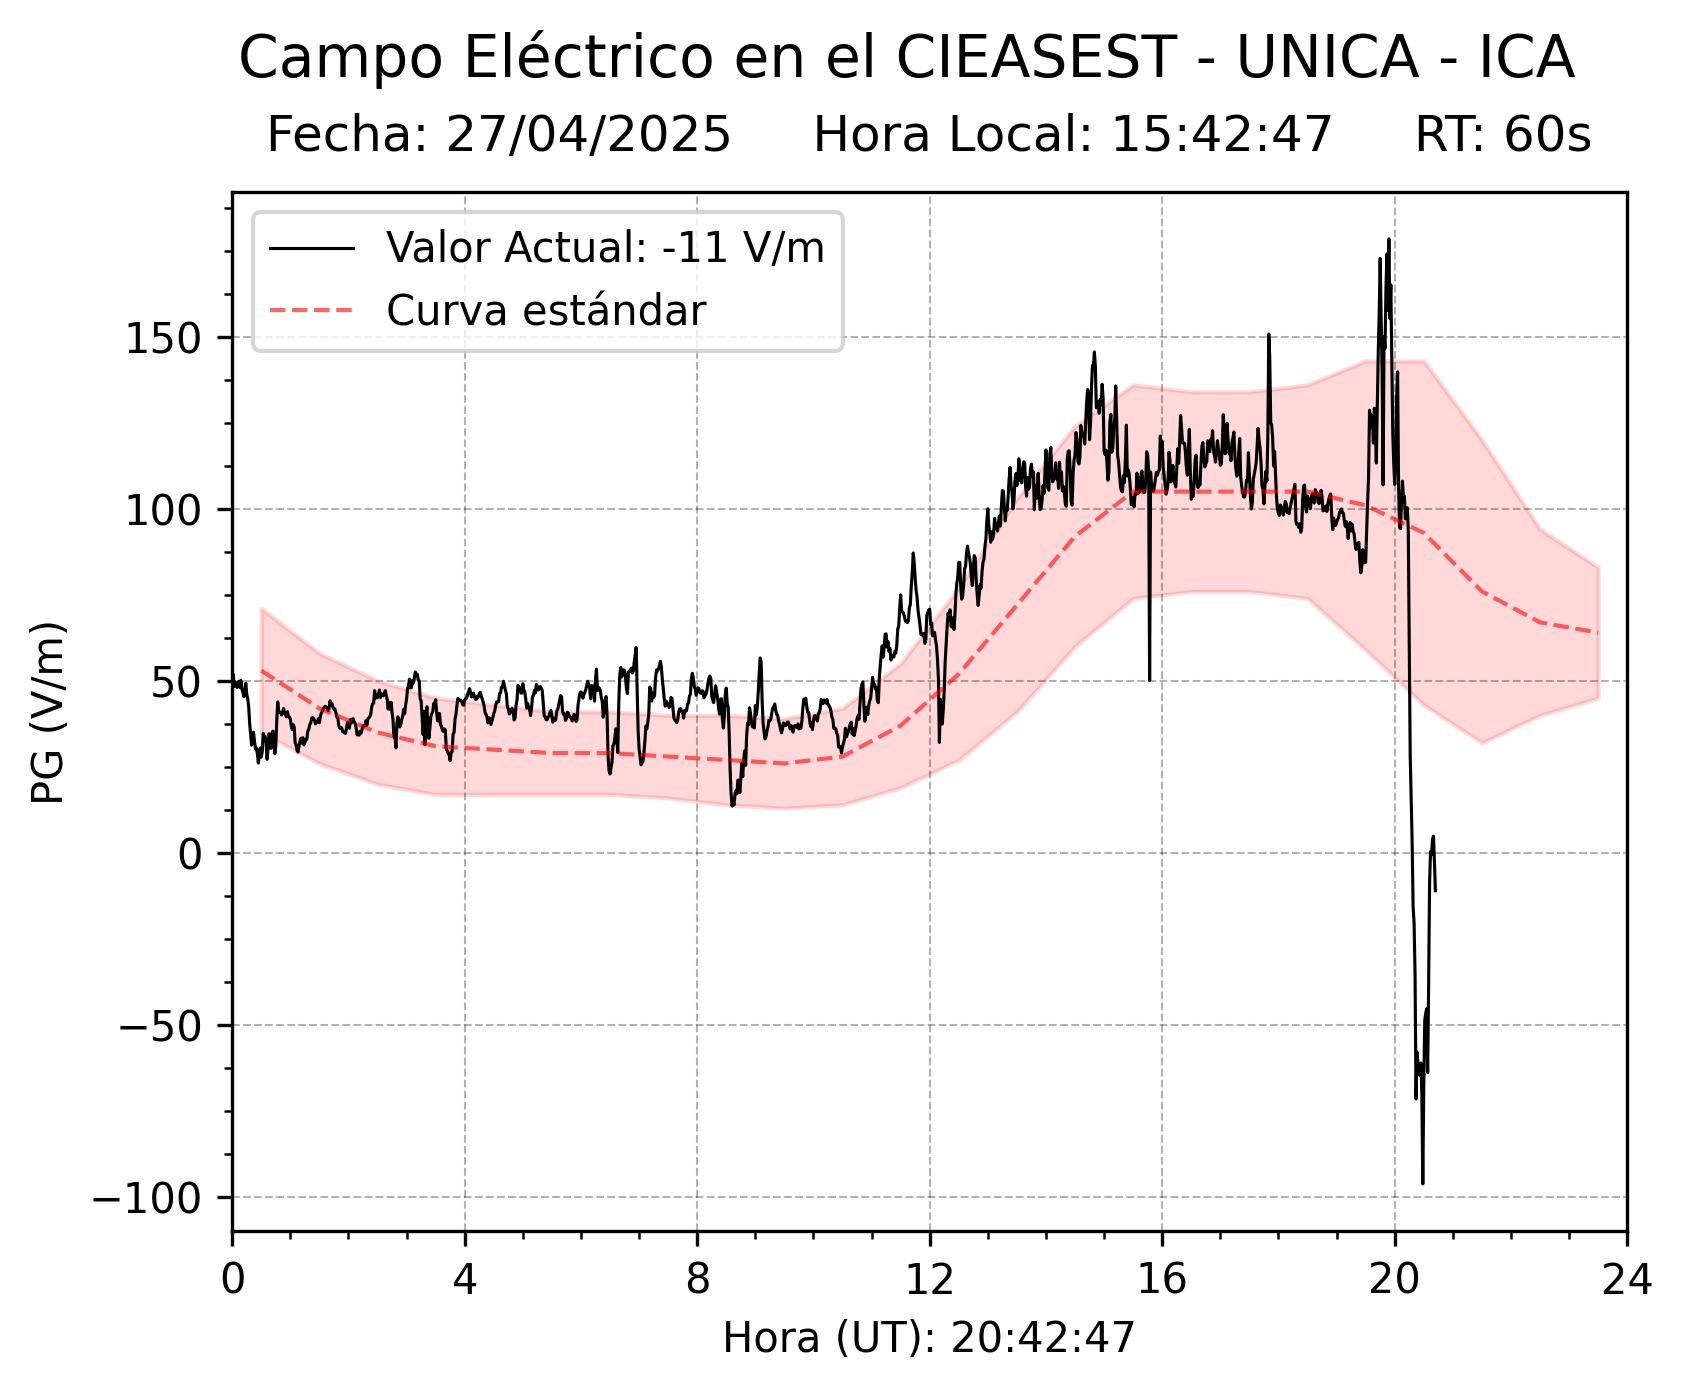 Campo Eléctrico en el CIEASEST - UNICA - ICA
Fecha: 27/04/2025 Hora Local: 15:42:47 RT: 60s
Valor Actual: -11 V/m
Curva estándar
PG (V/m)
150
100
50
0
−50
−100
0 4 8 12 16 20 24
Hora (UT): 20:42:47